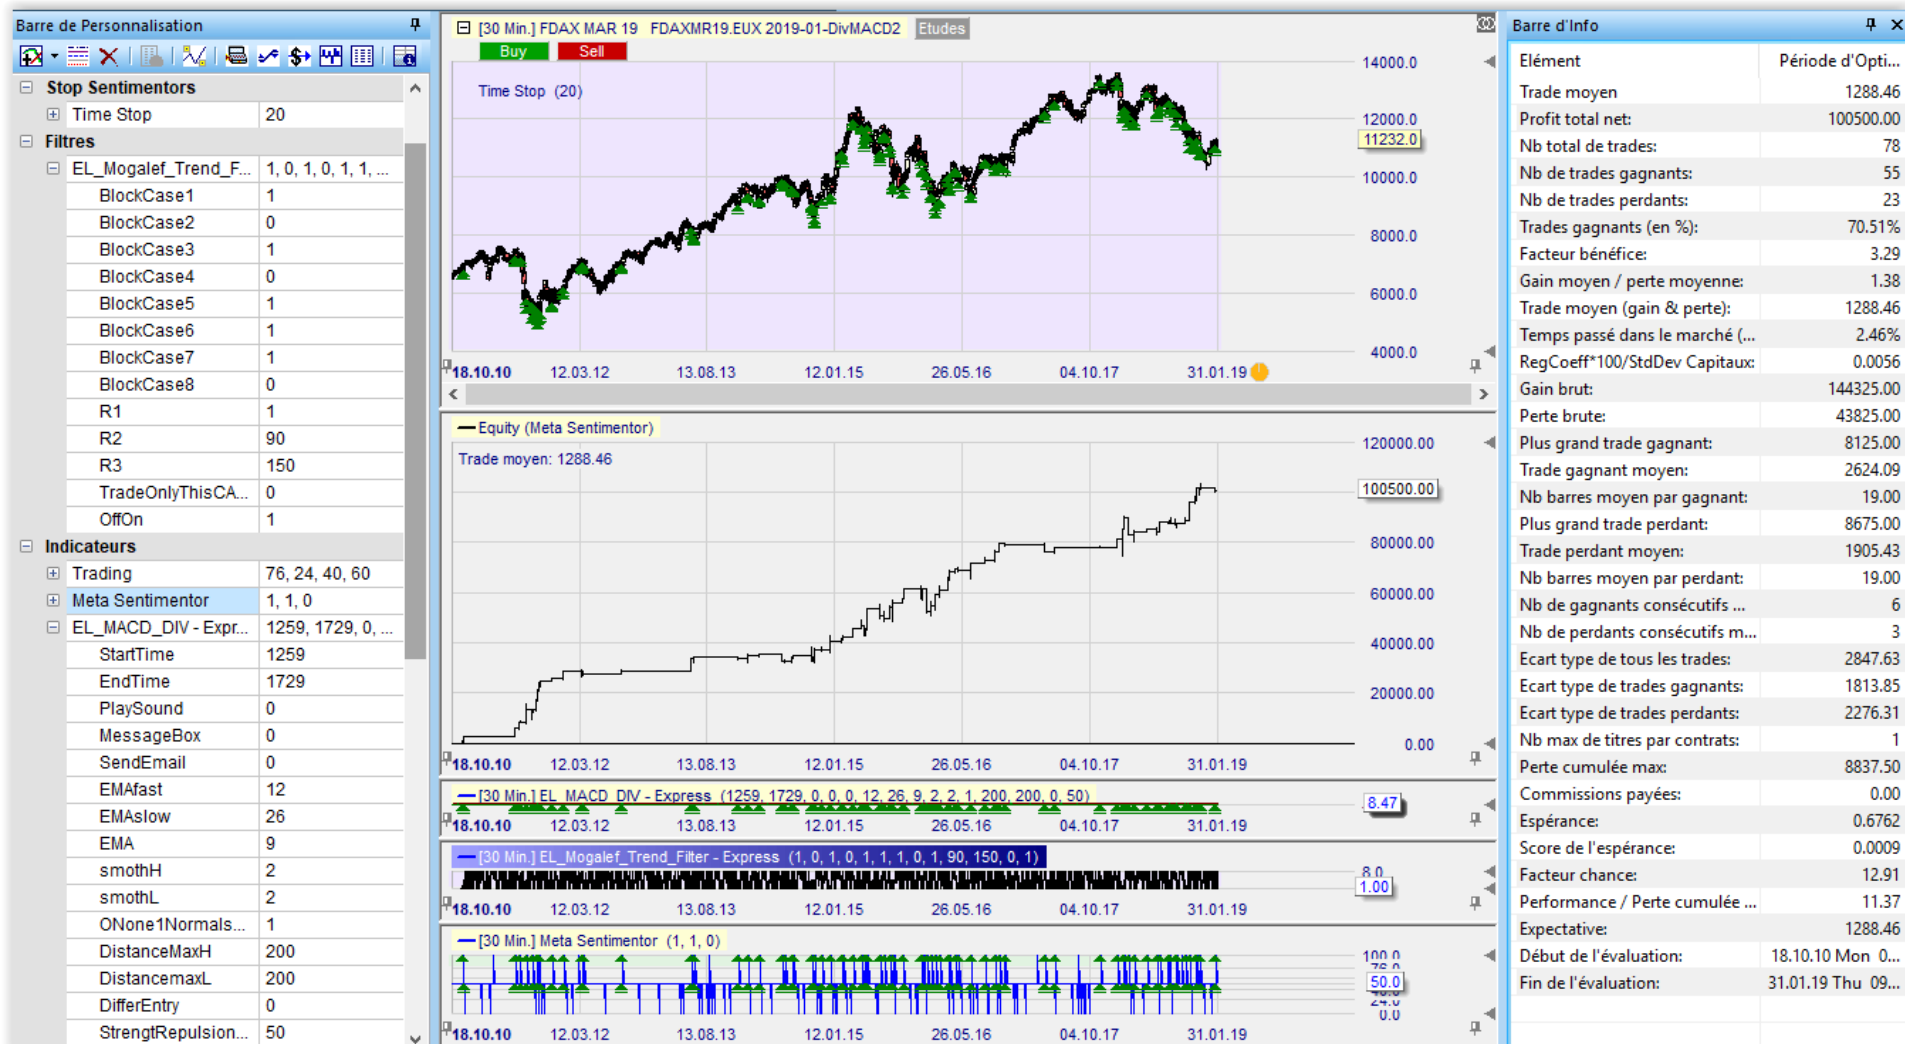 Barre de Personnalisation
Stop Sentimentors
Time Stop 20
Filtres
EL_Mogalef_Trend_F... 1, 0, 1, 0, 1, 1, ...
BlockCase1 1
BlockCase2 0
BlockCase3 1
BlockCase4 0
BlockCase5 1
BlockCase6 1
BlockCase7 1
BlockCase8 0
R1 1
R2 90
R3 150
TradeOnlyThisCA... 0
OffOn 1
Indicateurs
Trading 76, 24, 40, 60
Meta Sentimentor 1, 1, 0
EL_MACD_DIV - Expr... 1259, 1729, 0, ...
StartTime 1259
EndTime 1729
PlaySound 0
MessageBox 0
SendEmail 0
EMAfast 12
EMAslow 26
EMA 9
smothH 2
smothL 2
ONone1Normals... 1
DistanceMaxH 200
DistancemaxL 200
DifferEntry 0
StrengtRepulsion... 50
[30 Min.] FDAX MAR 19 FDAXMR19.EUX 2019-01-DivMACD2 Etudes
Buy Sell
Time Stop (20)
14000.0
12000.0
11232.0
10000.0
8000.0
6000.0
4000.0
18.10.10 12.03.12 13.08.13 12.01.15 26.05.16 04.10.17 31.01.19
Equity (Meta Sentimentor)
Trade moyen: 1288.46
120000.00
100500.00
80000.00
60000.00
40000.00
20000.00
0.00
18.10.10 12.03.12 13.08.13 12.01.15 26.05.16 04.10.17 31.01.19
[30 Min.] EL_MACD_DIV - Express (1259, 1729, 0, 0, 0, 12, 26, 9, 2, 2, 1, 200, 200, 0, 50)
8.47
18.10.10 12.03.12 13.08.13 12.01.15 26.05.16 04.10.17 31.01.19
[30 Min.] EL_Mogalef_Trend_Filter - Express (1, 0, 1, 0, 1, 1, 1, 0, 1, 90, 150, 0, 1)
8.0
1.00
18.10.10 12.03.12 13.08.13 12.01.15 26.05.16 04.10.17 31.01.19
[30 Min.] Meta Sentimentor (1, 1, 0)
100.0
76.0
50.0
24.0
0.0
18.10.10 12.03.12 13.08.13 12.01.15 26.05.16 04.10.17 31.01.19
Barre d'Info
Elément Période d'Opti...
Trade moyen 1288.46
Profit total net: 100500.00
Nb total de trades: 78
Nb de trades gagnants: 55
Nb de trades perdants: 23
Trades gagnants (en %): 70.51%
Facteur bénéfice: 3.29
Gain moyen / perte moyenne: 1.38
Trade moyen (gain & perte): 1288.46
Temps passé dans le marché (... 2.46%
RegCoeff*100/StdDev Capitaux: 0.0056
Gain brut: 144325.00
Perte brute: 43825.00
Plus grand trade gagnant: 8125.00
Trade gagnant moyen: 2624.09
Nb barres moyen par gagnant: 19.00
Plus grand trade perdant: 8675.00
Trade perdant moyen: 1905.43
Nb barres moyen par perdant: 19.00
Nb de gagnants consécutifs ... 6
Nb de perdants consécutifs m... 3
Ecart type de tous les trades: 2847.63
Ecart type de trades gagnants: 1813.85
Ecart type de trades perdants: 2276.31
Nb max de titres par contrats: 1
Perte cumulée max: 8837.50
Commissions payées: 0.00
Espérance: 0.6762
Score de l'espérance: 0.0009
Facteur chance: 12.91
Performance / Perte cumulée ... 11.37
Expectative: 1288.46
Début de l'évaluation: 18.10.10 Mon 0...
Fin de l'évaluation: 31.01.19 Thu 09...